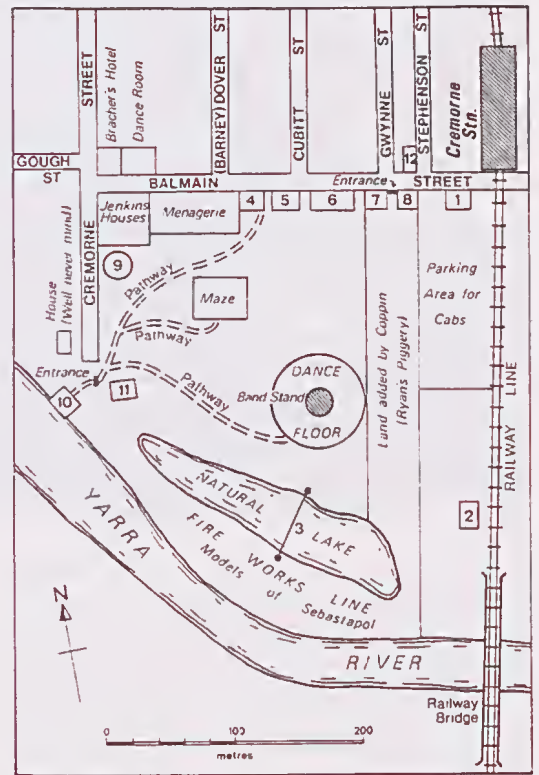 STREET
Bracher's Hotel
Dance Room
(BARNEY) DOVER ST
CUBITT ST
GWYNNE ST
STEPHENSON ST
Cremorne Stn.
12
GOUGH ST
BALMAIN STREET
Entrance
Jenkins Houses
Menagerie
4
5
6
7
8
1
CREMORNE
House
(Well never mind)
9
Pathway
Maze
Pathway
Parking
Area for
Cabs
Land added by Coppin
(Ryan's Piggery)
RAILWAY LINE
Entrance
10
11
Pathway
DANCE
Band Stand
FLOOR
NATURAL LAKE
3
FIRE WORKS LINE
Models of Sebastapol
2
YARRA RIVER
N
Railway
Bridge
0 100 200
metres